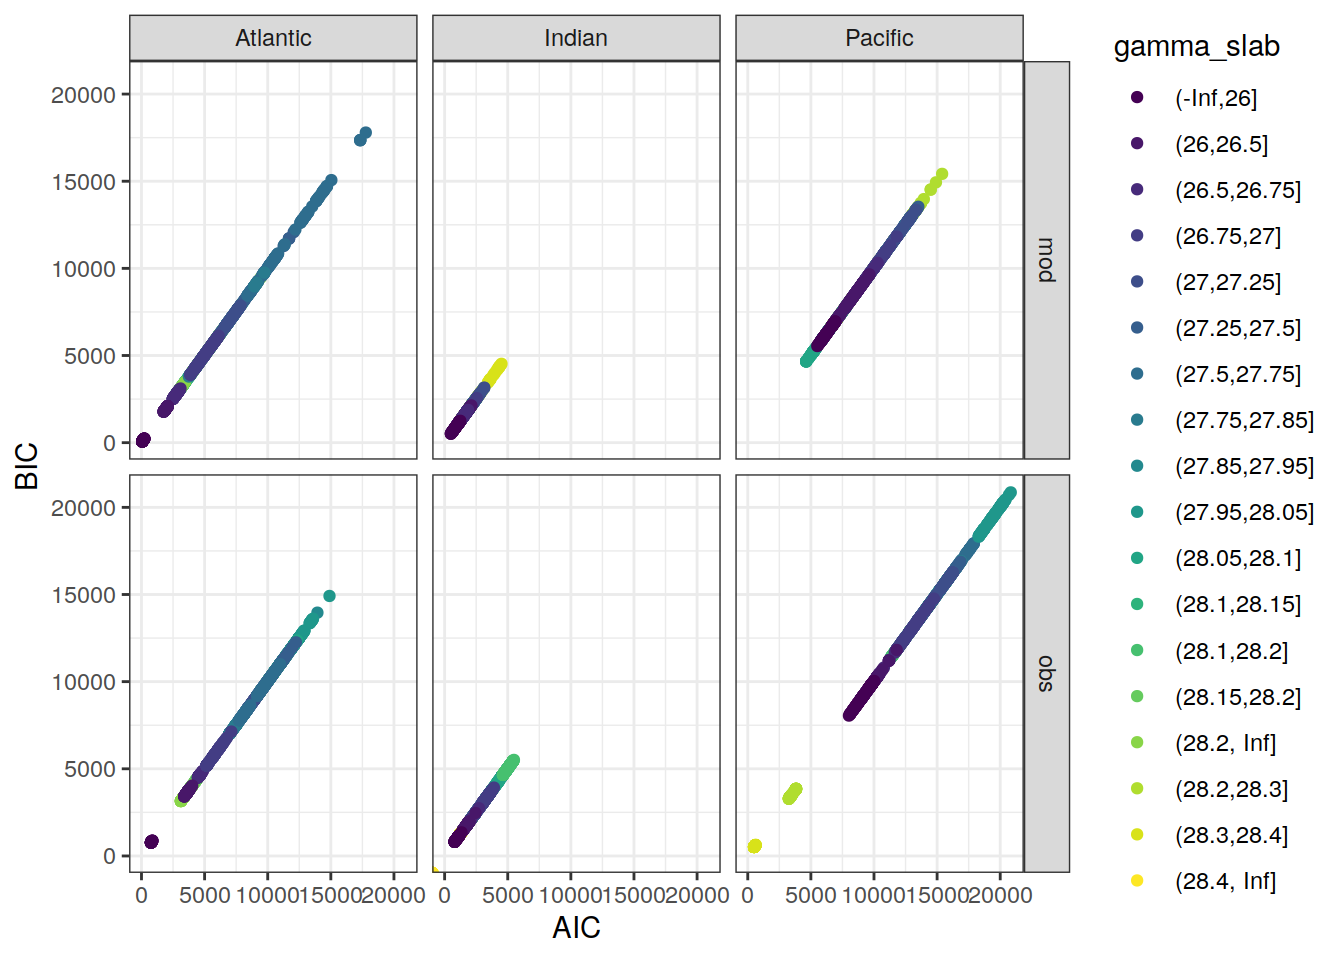 Atlantic
Indian
Pacific
gamma_slab
(-Inf,26]
(26,26.5]
(26.5,26.75]
(26.75,27]
(27,27.25]
(27.25,27.5]
(27.5,27.75]
(27.75,27.85]
(27.85,27.95]
(27.95,28.05]
(28.05,28.1]
(28.1,28.15]
(28.1,28.2]
(28.15,28.2]
(28.2, Inf]
(28.2,28.3]
(28.3,28.4]
(28.4, Inf]
mod
obs
BIC
20000
15000
10000
5000
0
20000
15000
10000
5000
0
0 5000 10000 15000 20000
0 5000 10000 15000 20000
0 5000 10000 15000 20000
AIC